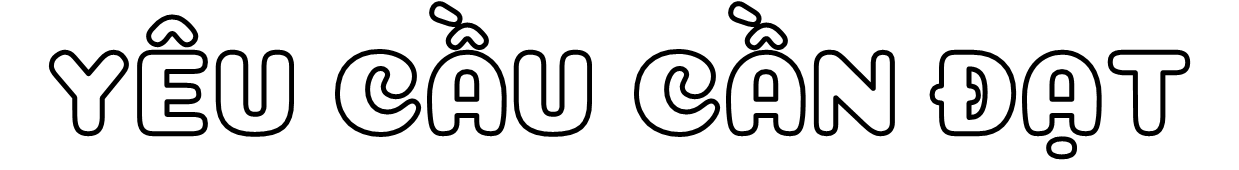 YÊU CẦU CẦN ĐẠT